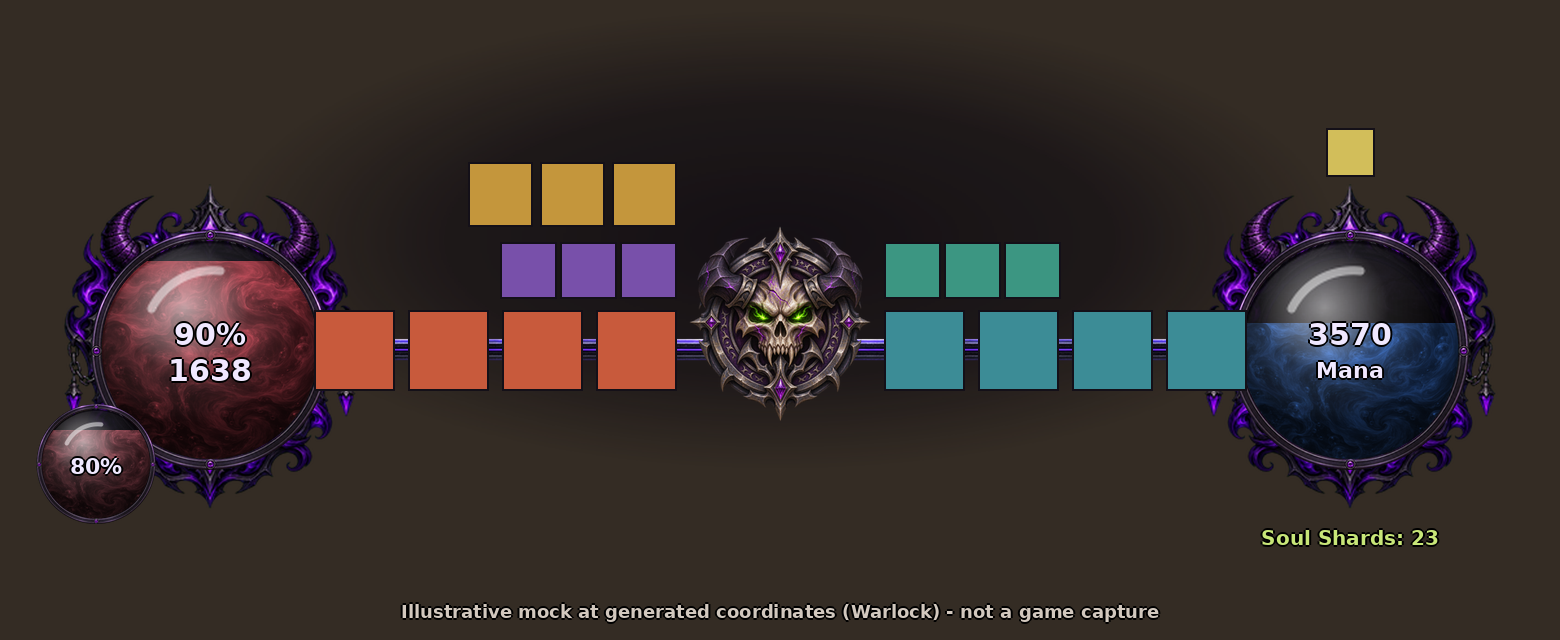 90%
1638
80%
3570
Mana
Soul Shards: 23
Illustrative mock at generated coordinates (Warlock) - not a game capture